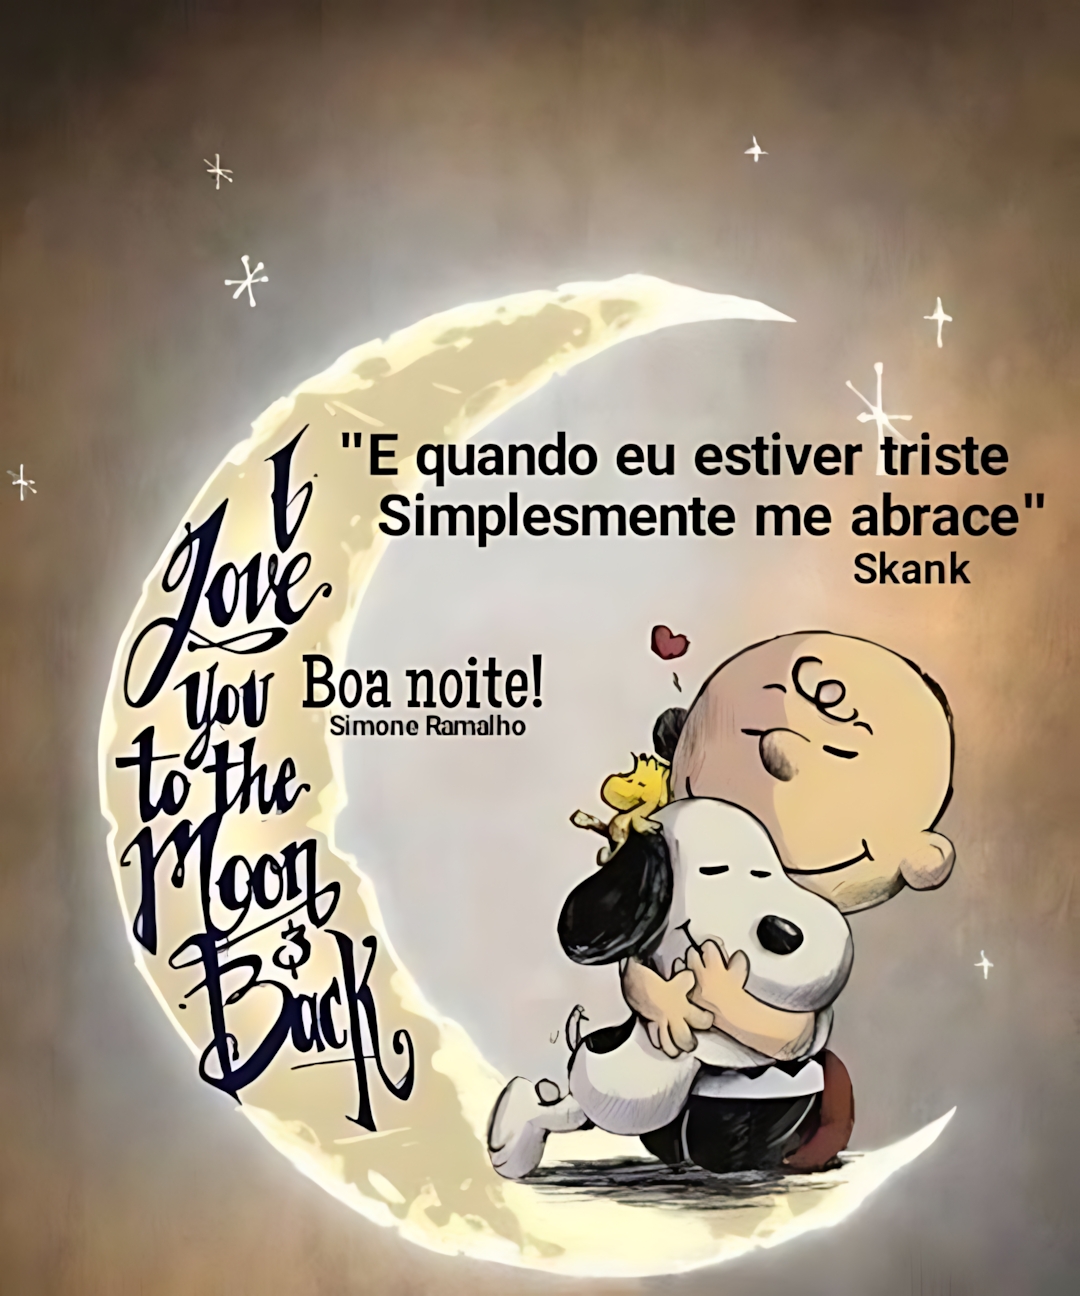 "E quando eu estiver triste
Simplesmente me abrace"
Skank
I
Love
you
to the
Moon
&
Back
Boa noite!
Simone Ramalho